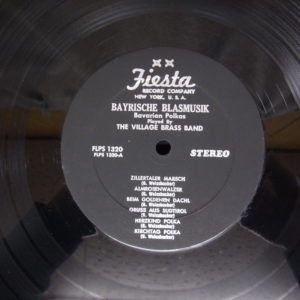 Fiesta
RECORD COMPANY
NEW YORK, U.S.A.
BAYRISCHE BLASMUSIK
Bavarian Polkas
Played By
THE VILLAGE BRASS BAND
FLPS 1320
FLPS 1320-A
STEREO
ZILLERTALER MARSCH
ALMROSENWALZER
BEIM GOLDENEN DACHL
GRUSS AUS SUDTIROL
HERZKIND POLKA
KIRCHTAG POLKA